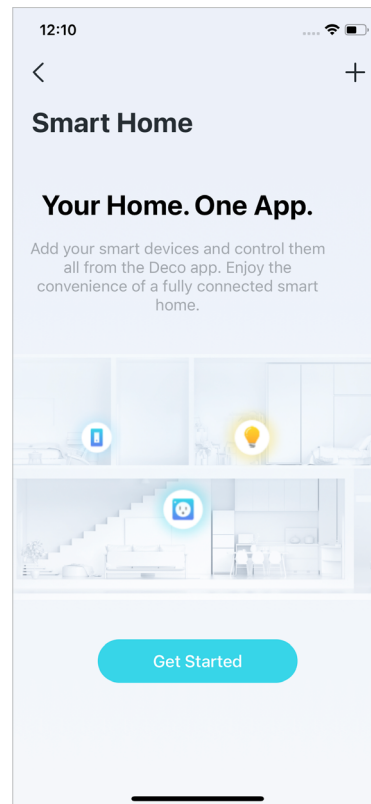 12:10
Smart Home
Your Home. One App.
Add your smart devices and control them
all from the Deco app. Enjoy the
convenience of a fully connected smart
home.
Get Started